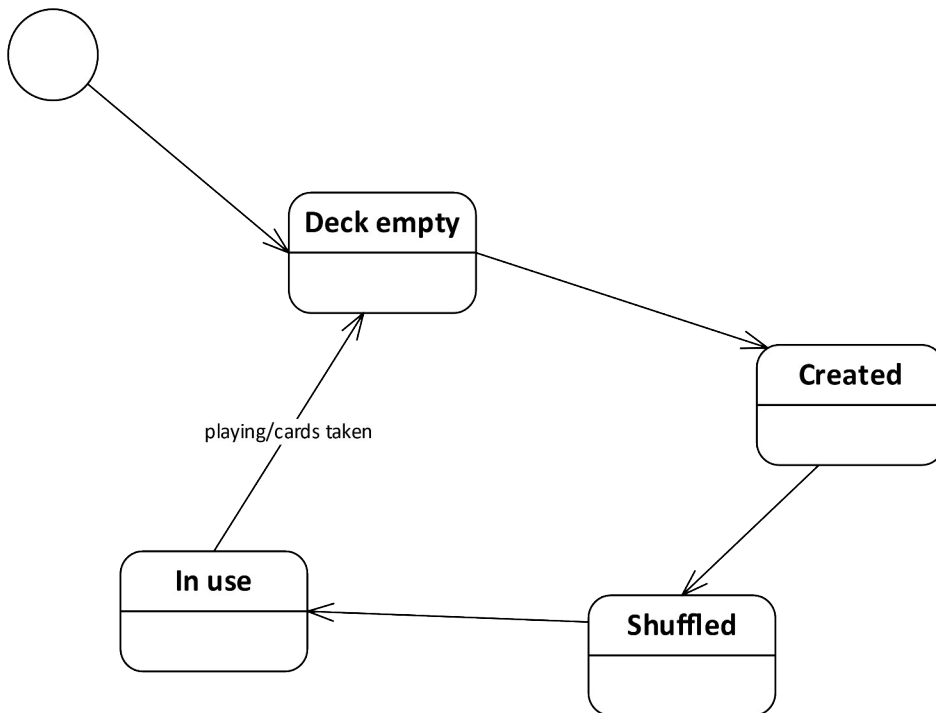 Deck empty
Created
playing/cards taken
In use
Shuffled